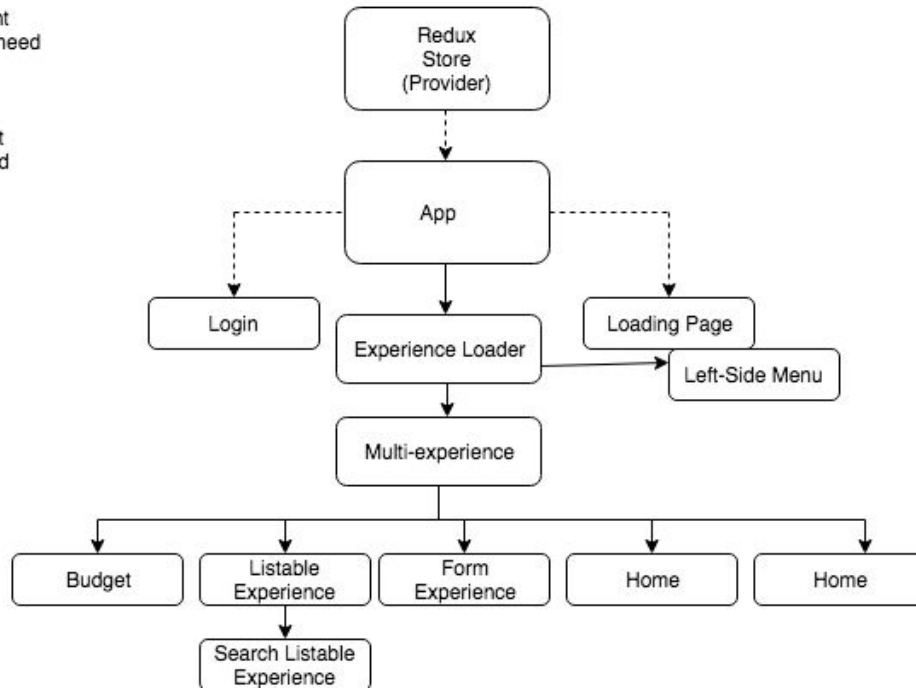 need
Redux
Store
(Provider)
App
Login
Loading Page
Experience Loader
Left-Side Menu
Multi-experience
Budget
Listable
Experience
Form
Experience
Home
Home
Search Listable
Experience